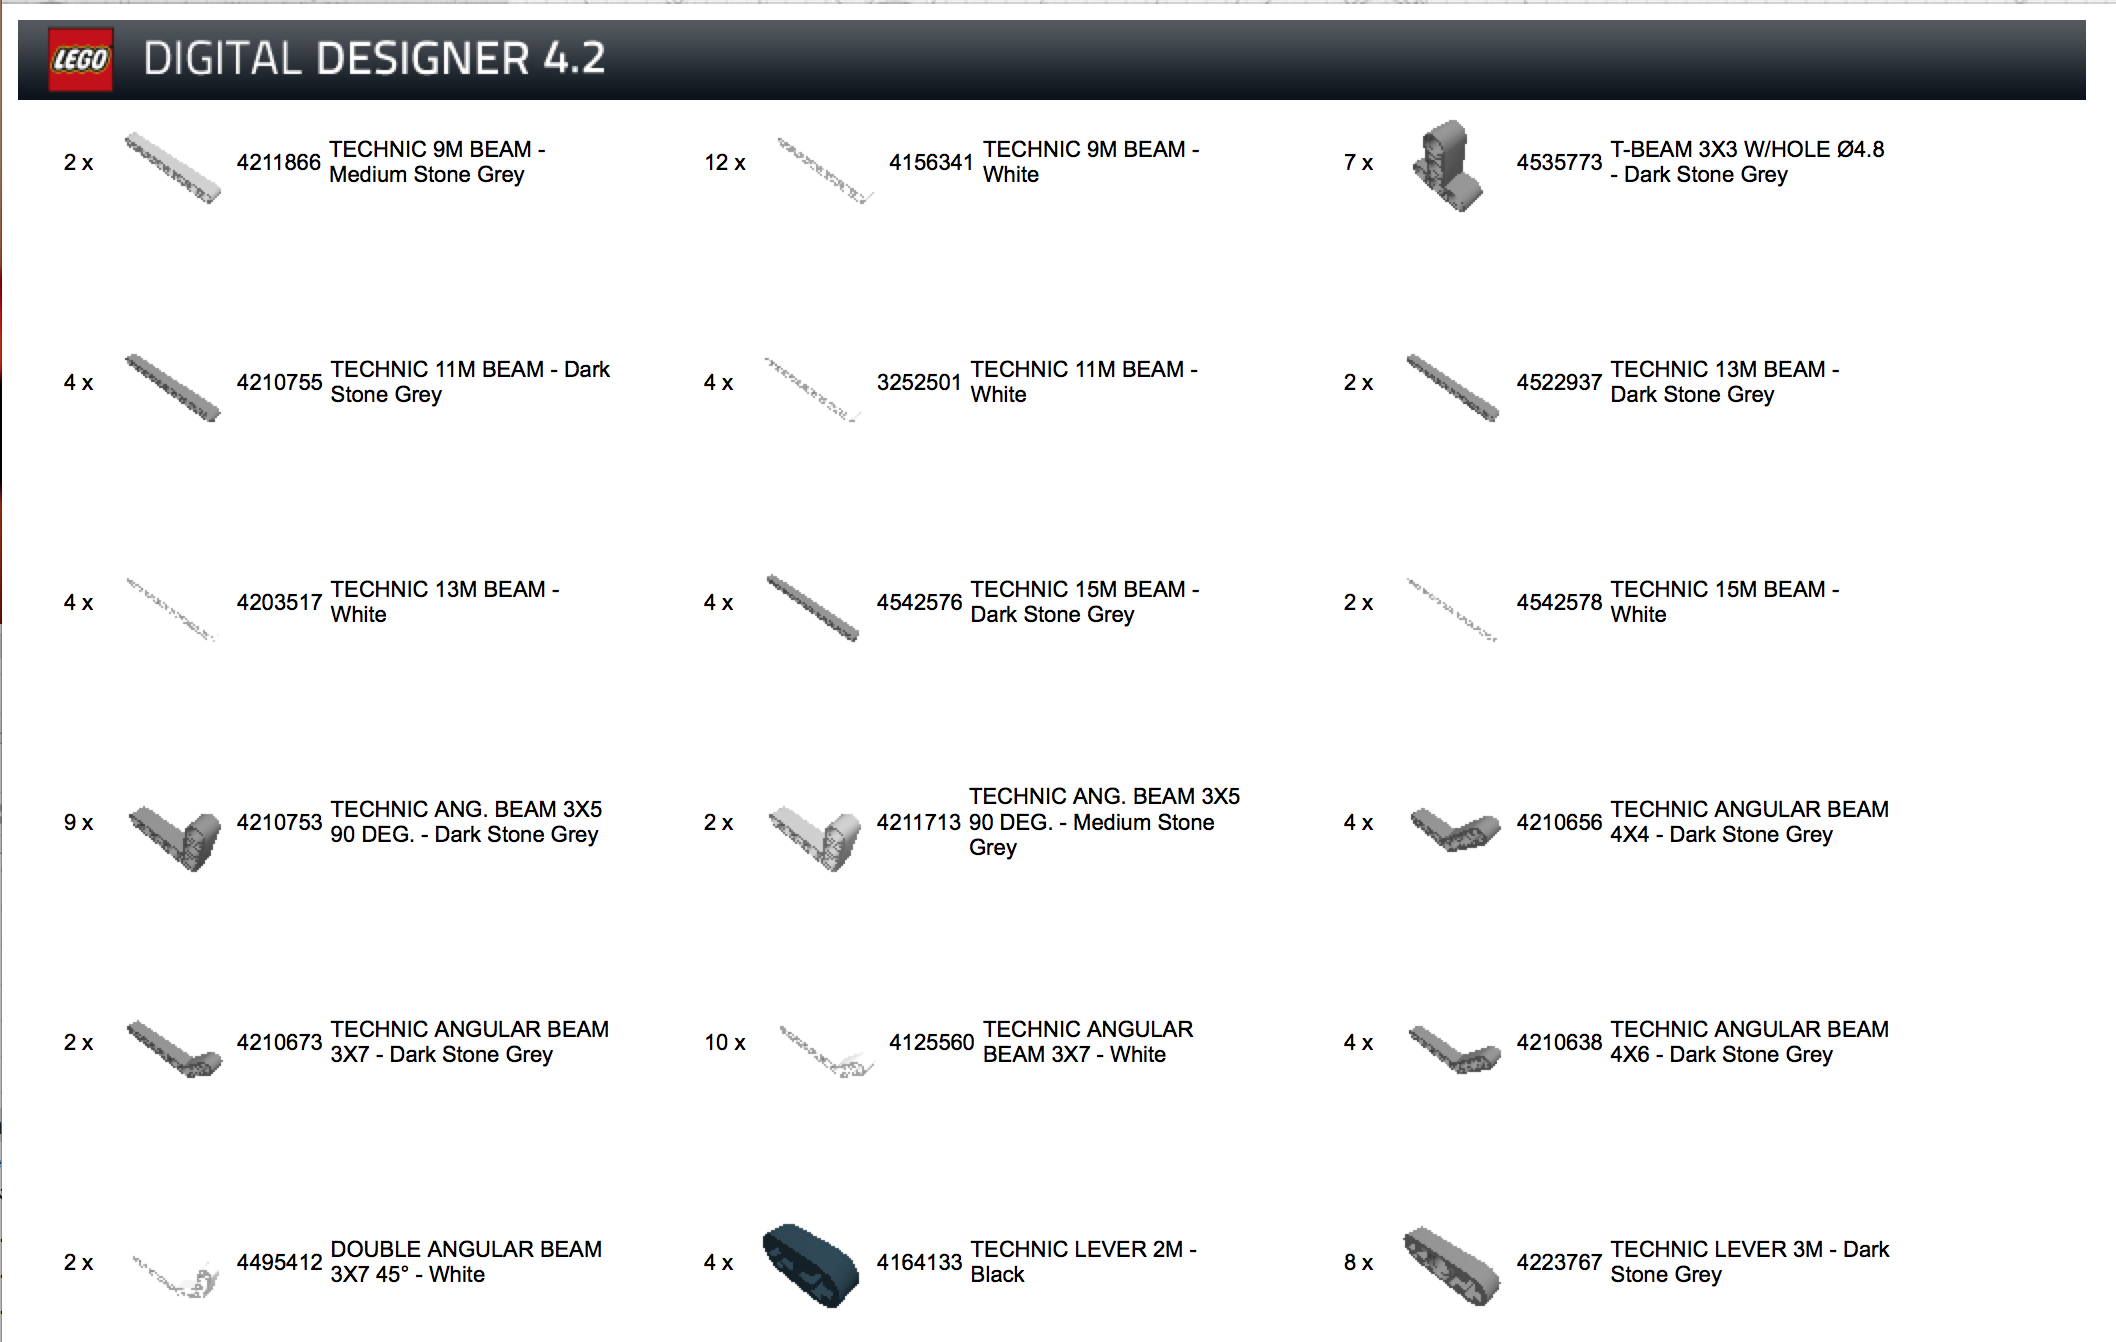 LEGO DIGITAL DESIGNER 4.2
2 x 4211866 TECHNIC 9M BEAM -
Medium Stone Grey
12 x 4156341 TECHNIC 9M BEAM -
White
7 x 4535773 T-BEAM 3X3 W/HOLE Ø4.8
- Dark Stone Grey
4 x 4210755 TECHNIC 11M BEAM - Dark
Stone Grey
4 x 3252501 TECHNIC 11M BEAM -
White
2 x 4522937 TECHNIC 13M BEAM -
Dark Stone Grey
4 x 4203517 TECHNIC 13M BEAM -
White
4 x 4542576 TECHNIC 15M BEAM -
Dark Stone Grey
2 x 4542578 TECHNIC 15M BEAM -
White
9 x 4210753 TECHNIC ANG. BEAM 3X5
90 DEG. - Dark Stone Grey
2 x 4211713 TECHNIC ANG. BEAM 3X5
90 DEG. - Medium Stone
Grey
4 x 4210656 TECHNIC ANGULAR BEAM
4X4 - Dark Stone Grey
2 x 4210673 TECHNIC ANGULAR BEAM
3X7 - Dark Stone Grey
10 x 4125560 TECHNIC ANGULAR
BEAM 3X7 - White
4 x 4210638 TECHNIC ANGULAR BEAM
4X6 - Dark Stone Grey
2 x 4495412 DOUBLE ANGULAR BEAM
3X7 45° - White
4 x 4164133 TECHNIC LEVER 2M -
Black
8 x 4223767 TECHNIC LEVER 3M - Dark
Stone Grey